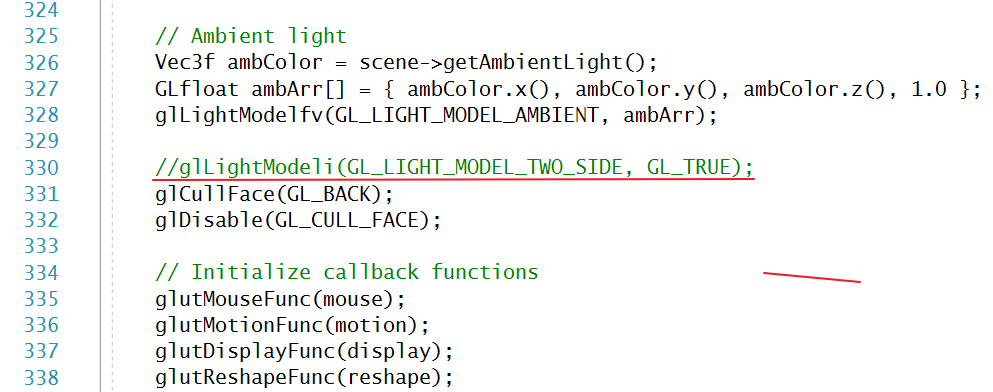 324
325 // Ambient light
326 Vec3f ambColor = scene->getAmbientLight();
327 GLfloat ambArr[] = { ambColor.x(), ambColor.y(), ambColor.z(), 1.0 };
328 glLightModelfv(GL_LIGHT_MODEL_AMBIENT, ambArr);
329
330 //glLightModeli(GL_LIGHT_MODEL_TWO_SIDE, GL_TRUE);
331 glCullFace(GL_BACK);
332 glDisable(GL_CULL_FACE);
333
334 // Initialize callback functions
335 glutMouseFunc(mouse);
336 glutMotionFunc(motion);
337 glutDisplayFunc(display);
338 glutReshapeFunc(reshape);